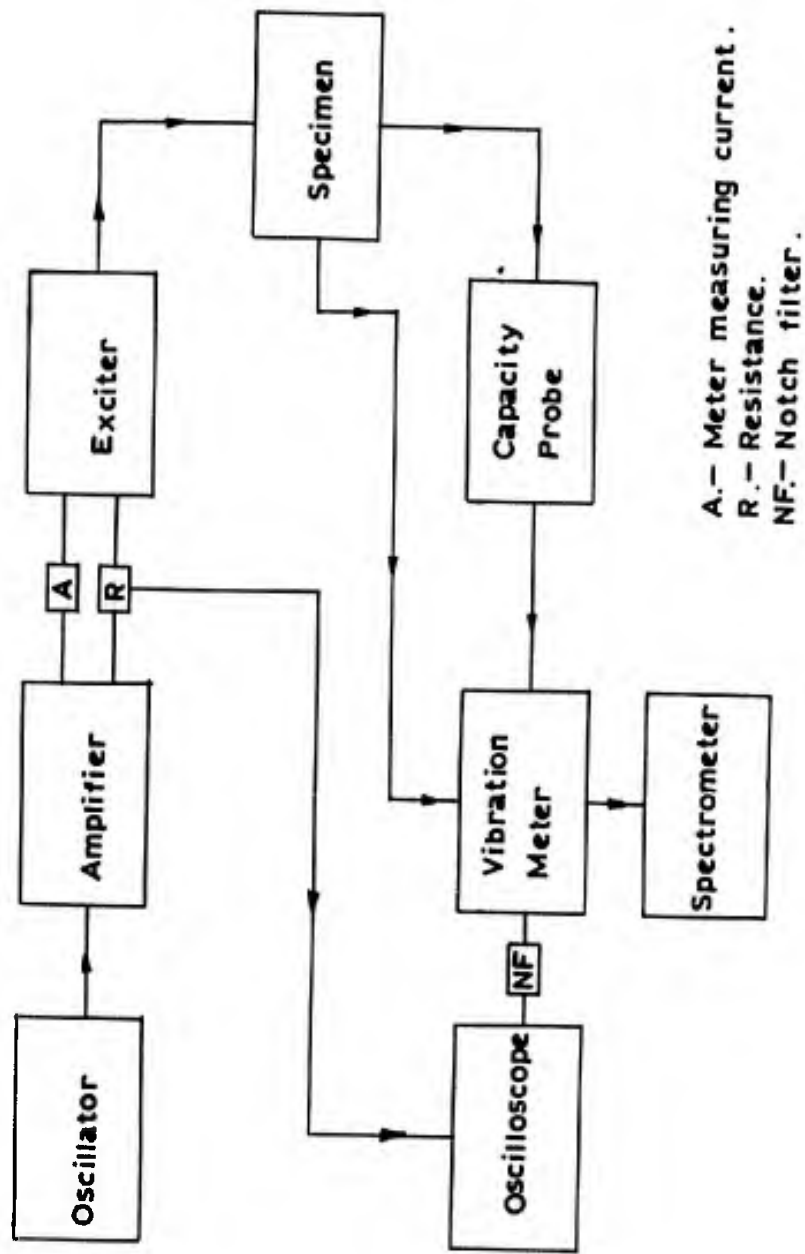 Oscillator
Amplifier
A
R
Exciter
Specimen
Oscilloscope
NF
Vibration
Meter
Capacity
Probe
Spectrometer
A.— Meter measuring current.
R.— Resistance.
NF.— Notch filter.